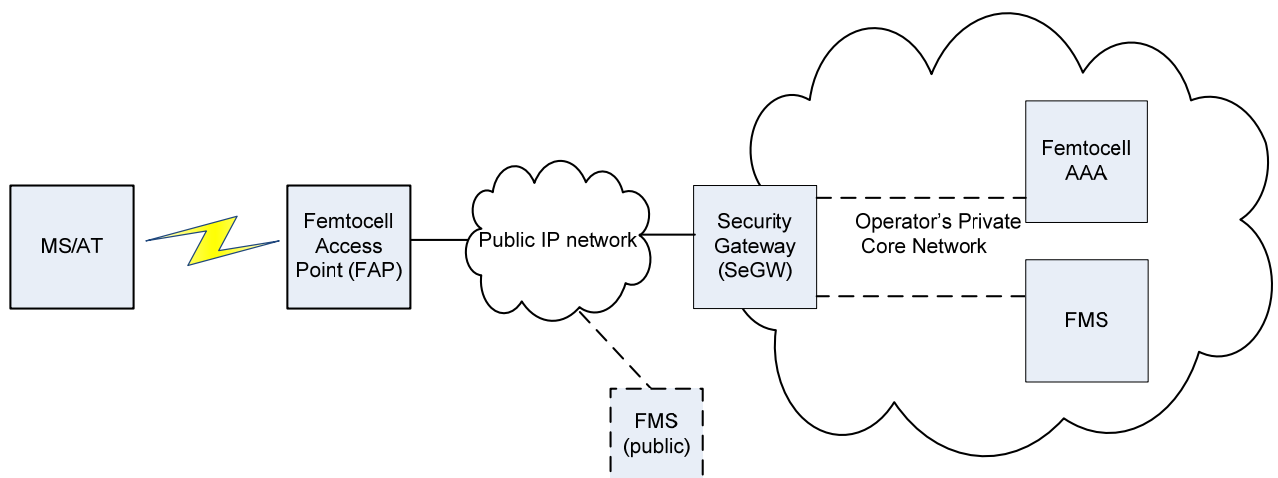 MS/AT
Femtocell
Access
Point (FAP)
Public IP network
FMS
(public)
Security
Gateway
(SeGW)
Operator's Private
Core Network
Femtocell
AAA
FMS